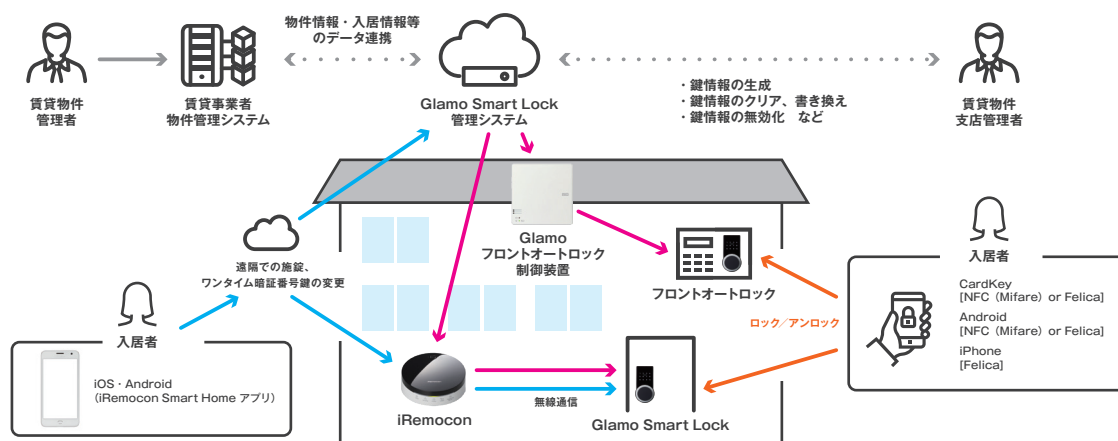 物件情報・入居情報等
のデータ連携
賃貸物件
管理者
賃貸事業者
物件管理システム
Glamo Smart Lock
管理システム
・鍵情報の生成
・鍵情報のクリア、書き換え
・鍵情報の無効化 など
賃貸物件
支店管理者
Glamo
フロントオートロック
制御装置
遠隔での施錠、
ワンタイム暗証番号鍵の変更
フロントオートロック
入居者
iOS・Android
(iRemocon Smart Home アプリ)
iRemocon
無線通信
Glamo Smart Lock
ロック/アンロック
入居者
CardKey
[NFC (Mifare) or Felica]
Android
[NFC (Mifare) or Felica]
iPhone
[Felica]